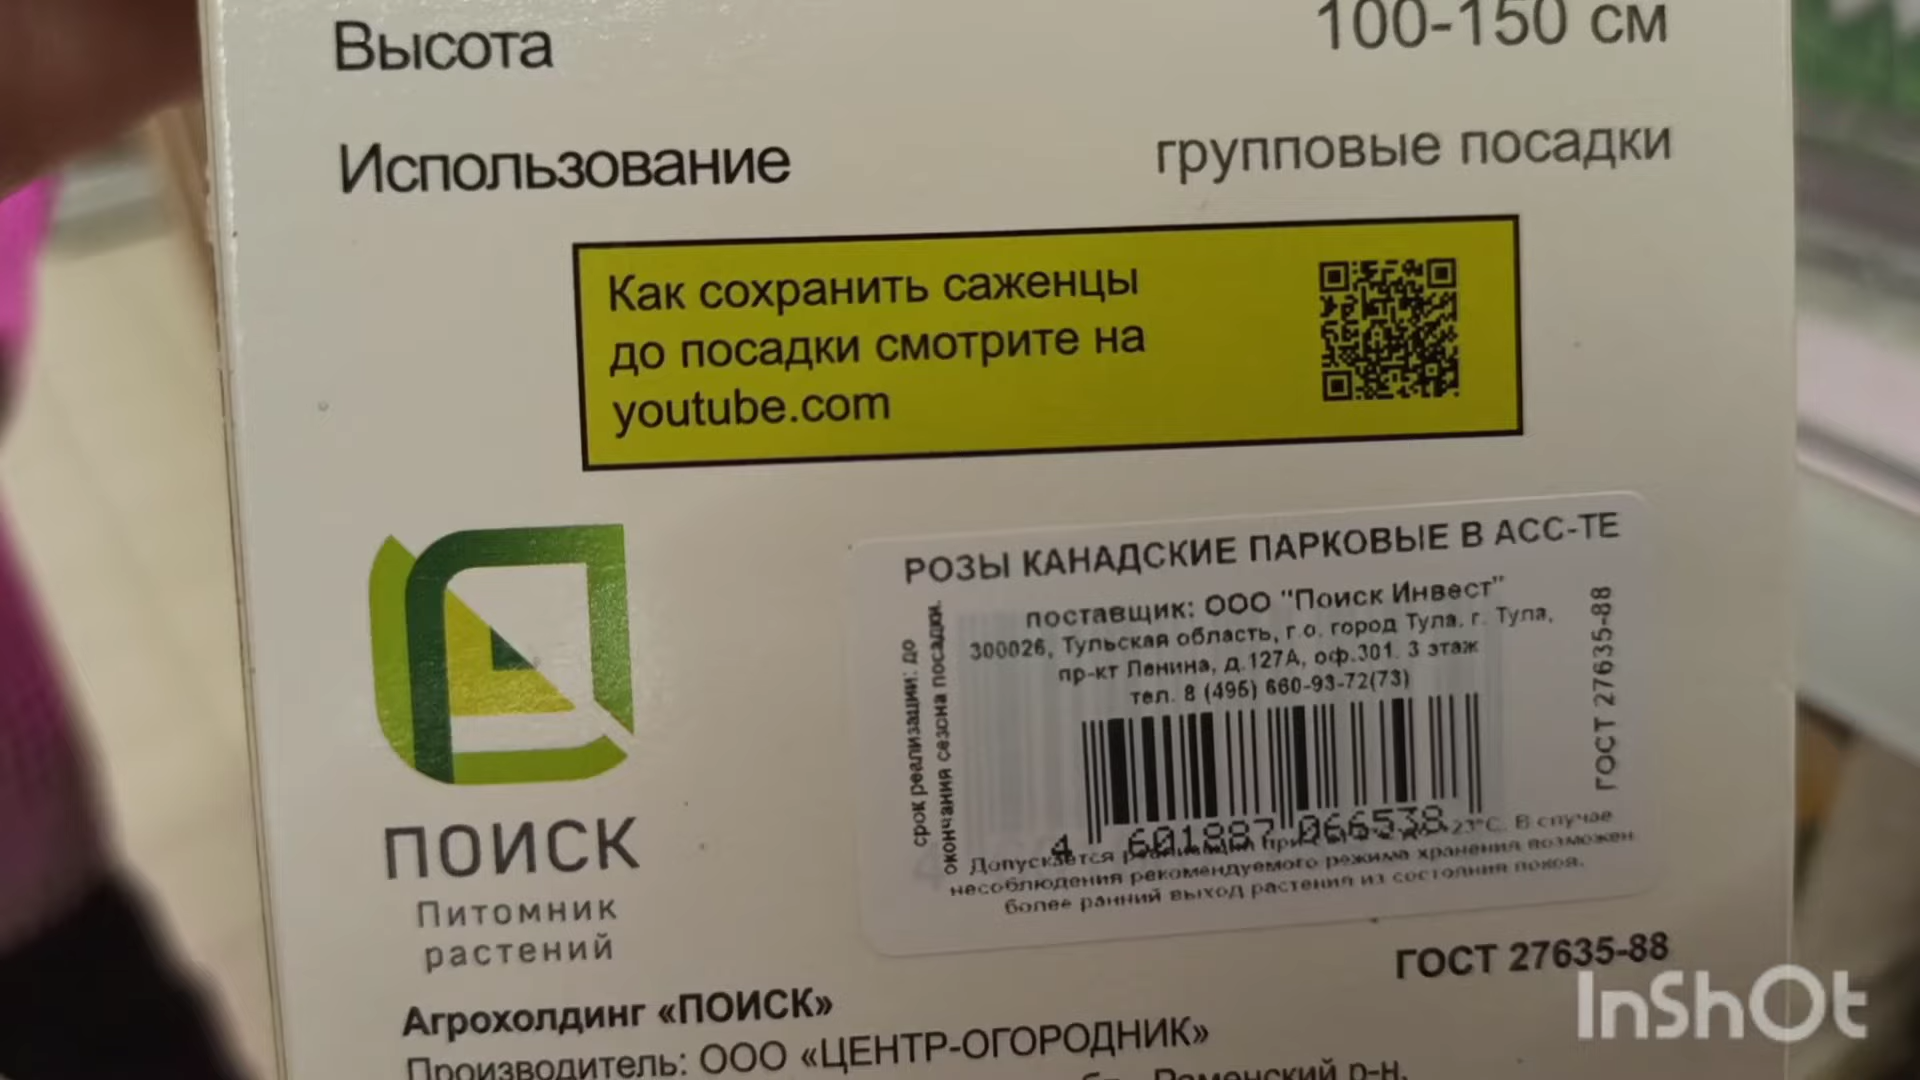 Высота 100-150 см
Использование групповые посадки
Как сохранить саженцы
до посадки смотрите на
youtube.com
РОЗЫ КАНАДСКИЕ ПАРКОВЫЕ В АСС-ТЕ
поставщик: ООО "Поиск Инвест"
300026, Тульская область, г.о. город Тула, г. Тула,
пр-кт Ленина, д.127А, оф.301, 3 этаж
тел. 8 (495) 660-93-72(73)
срок реализации: до
окончания сезона посадки.
ГОСТ 27635-88
4 601887 066538
Допускается реализация при 23°С. В случае
несоблюдения рекомендуемого режима хранения возможен
более ранний выход растения из состояния покоя.
ПОИСК
Питомник
растений
ГОСТ 27635-88
Агрохолдинг «ПОИСК»
Производитель: ООО «ЦЕНТР-ОГОРОДНИК»
Раменский р-н,
InShOt